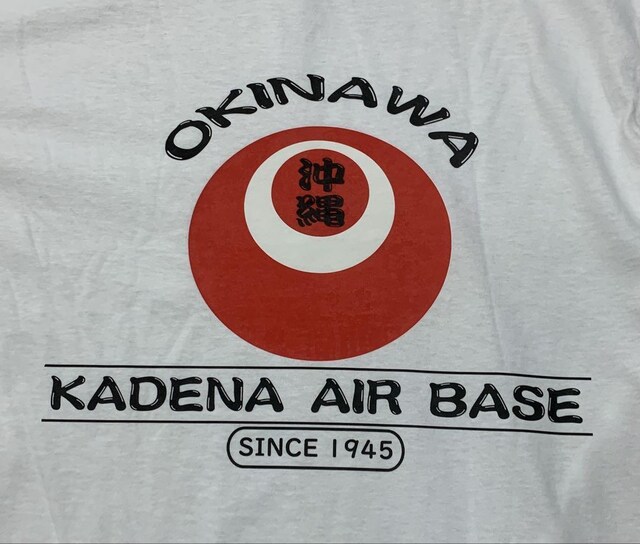 OKINAWA
沖
縄
KADENA AIR BASE
SINCE 1945